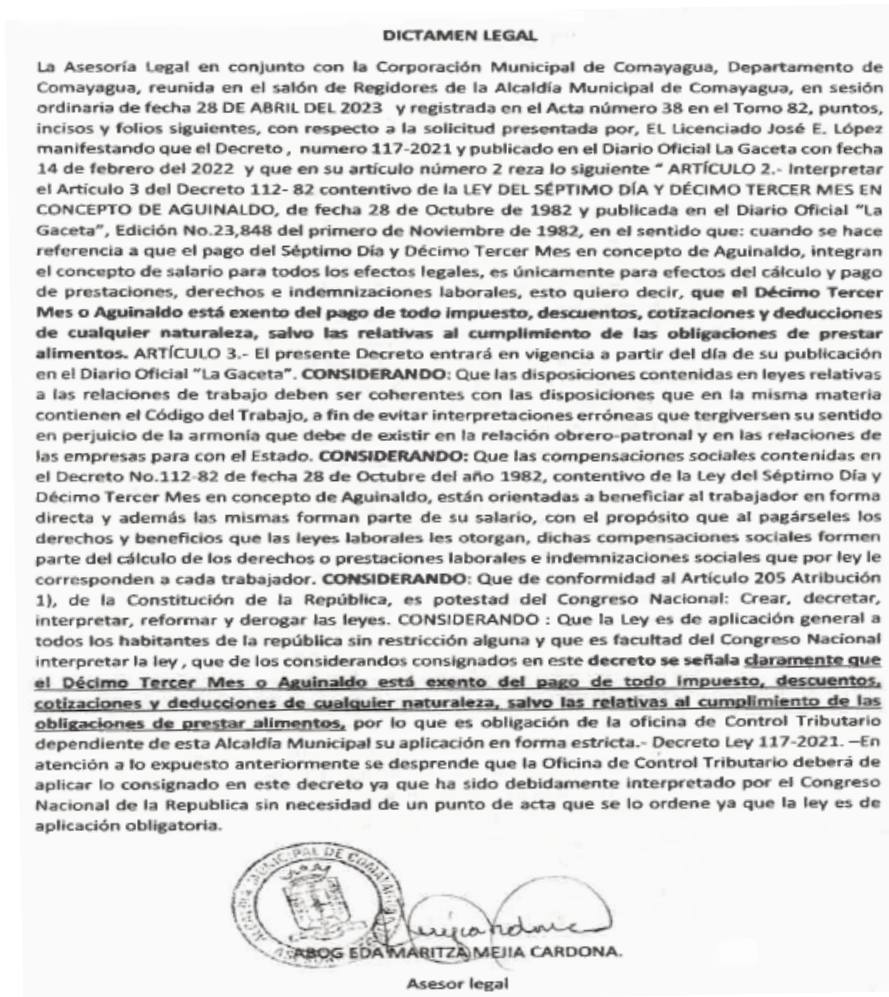 DICTAMEN LEGAL
La Asesoría Legal en conjunto con la Corporación Municipal de Comayagua, Departamento de
Comayagua, reunida en el salón de Regidores de la Alcaldía Municipal de Comayagua, en sesión
ordinaria de fecha 28 DE ABRIL DEL 2023 y registrada en el Acta número 38 en el Tomo 82, puntos,
incisos y folios siguientes, con respecto a la solicitud presentada por, EL Licenciado José E. López
manifestando que el Decreto , numero 117-2021 y publicado en el Diario Oficial La Gaceta con fecha
14 de febrero del 2022 y que en su artículo número 2 reza lo siguiente " ARTÍCULO 2.- Interpretar
el Artículo 3 del Decreto 112- 82 contentivo de la LEY DEL SÉPTIMO DÍA Y DÉCIMO TERCER MES EN
CONCEPTO DE AGUINALDO, de fecha 28 de Octubre de 1982 y publicada en el Diario Oficial "La
Gaceta", Edición No.23,848 del primero de Noviembre de 1982, en el sentido que: cuando se hace
referencia a que el pago del Séptimo Día y Décimo Tercer Mes en concepto de Aguinaldo, integran
el concepto de salario para todos los efectos legales, es únicamente para efectos del cálculo y pago
de prestaciones, derechos e indemnizaciones laborales, esto quiero decir, que el Décimo Tercer
Mes o Aguinaldo está exento del pago de todo impuesto, descuentos, cotizaciones y deducciones
de cualquier naturaleza, salvo las relativas al cumplimiento de las obligaciones de prestar
alimentos. ARTÍCULO 3.- El presente Decreto entrará en vigencia a partir del día de su publicación
en el Diario Oficial "La Gaceta". CONSIDERANDO: Que las disposiciones contenidas en leyes relativas
a las relaciones de trabajo deben ser coherentes con las disposiciones que en la misma materia
contienen el Código del Trabajo, a fin de evitar interpretaciones erróneas que tergiversen su sentido
en perjuicio de la armonía que debe de existir en la relación obrero-patronal y en las relaciones de
las empresas para con el Estado. CONSIDERANDO: Que las compensaciones sociales contenidas en
el Decreto No.112-82 de fecha 28 de Octubre del año 1982, contentivo de la Ley del Séptimo Día y
Décimo Tercer Mes en concepto de Aguinaldo, están orientadas a beneficiar al trabajador en forma
directa y además las mismas forman parte de su salario, con el propósito que al pagárseles los
derechos y beneficios que las leyes laborales les otorgan, dichas compensaciones sociales formen
parte del cálculo de los derechos o prestaciones laborales e indemnizaciones sociales que por ley le
corresponden a cada trabajador. CONSIDERANDO: Que de conformidad al Artículo 205 Atribución
1), de la Constitución de la República, es potestad del Congreso Nacional: Crear, decretar,
interpretar, reformar y derogar las leyes. CONSIDERANDO : Que la Ley es de aplicación general a
todos los habitantes de la república sin restricción alguna y que es facultad del Congreso Nacional
interpretar la ley , que de los considerandos consignados en este decreto se señala claramente que
el Décimo Tercer Mes o Aguinaldo está exento del pago de todo impuesto, descuentos,
cotizaciones y deducciones de cualquier naturaleza, salvo las relativas al cumplimiento de las
obligaciones de prestar alimentos, por lo que es obligación de la oficina de Control Tributario
dependiente de esta Alcaldía Municipal su aplicación en forma estricta.- Decreto Ley 117-2021. –En
atención a lo expuesto anteriormente se desprende que la Oficina de Control Tributario deberá de
aplicar lo consignado en este decreto ya que ha sido debidamente interpretado por el Congreso
Nacional de la Republica sin necesidad de un punto de acta que se lo ordene ya que la ley es de
aplicación obligatoria.
ALCALDIA MUNICIPAL DE COMAYAGUA
ABOG EDA MARITZA MEJIA CARDONA.
Asesor legal